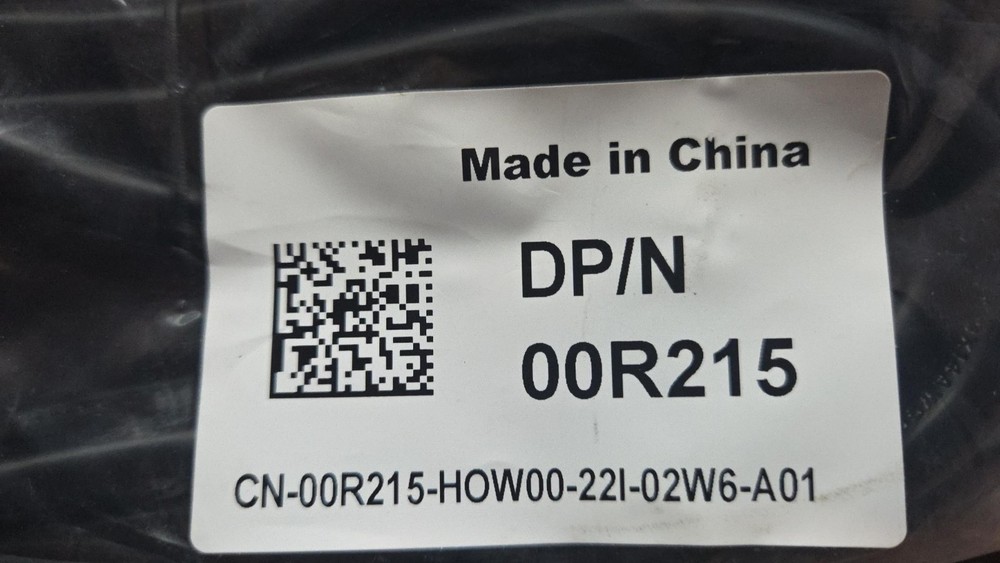 Made in China
DP/N
00R215
CN-00R215-HOW00-22I-02W6-A01